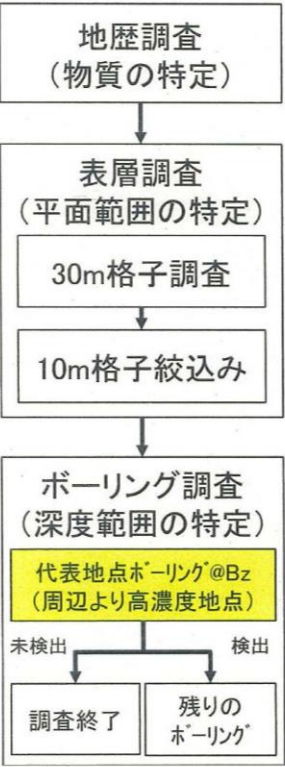 地歴調査
(物質の特定)
表層調査
(平面範囲の特定)
30m格子調査
10m格子絞込み
ボーリング調査
(深度範囲の特定)
代表地点ﾎﾞｰﾘﾝｸﾞ@Bz
(周辺より高濃度地点)
未検出
検出
調査終了
残りの
ﾎﾞｰﾘﾝｸﾞ